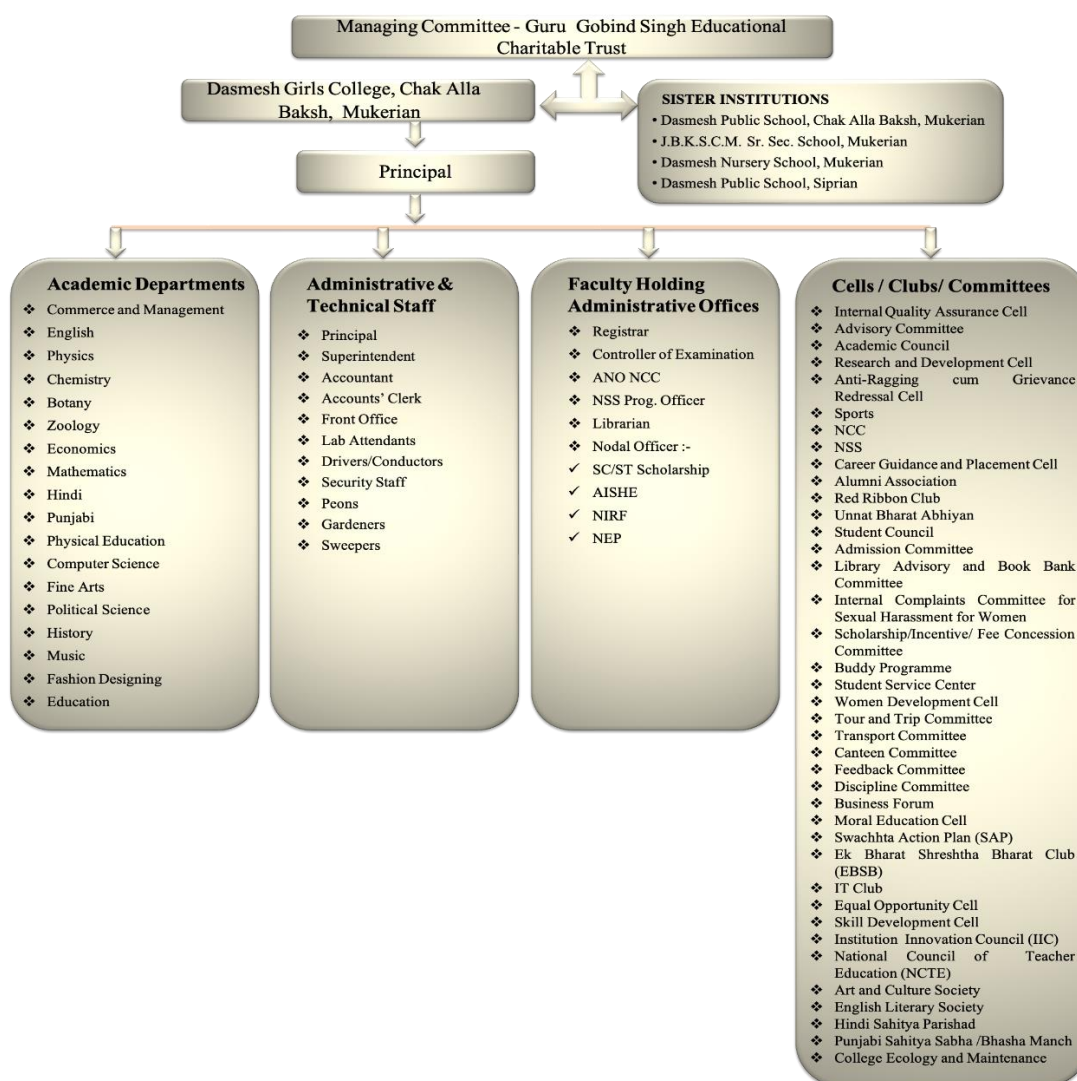 Managing Committee - Guru Gobind Singh Educational
Charitable Trust
Dasmesh Girls College, Chak Alla
Baksh, Mukerian
SISTER INSTITUTIONS
• Dasmesh Public School, Chak Alla Baksh, Mukerian
• J.B.K.S.C.M. Sr. Sec. School, Mukerian
• Dasmesh Nursery School, Mukerian
• Dasmesh Public School, Siprian
Principal
Academic Departments
❖ Commerce and Management
❖ English
❖ Physics
❖ Chemistry
❖ Botany
❖ Zoology
❖ Economics
❖ Mathematics
❖ Hindi
❖ Punjabi
❖ Physical Education
❖ Computer Science
❖ Fine Arts
❖ Political Science
❖ History
❖ Music
❖ Fashion Designing
❖ Education
Administrative &
Technical Staff
❖ Principal
❖ Superintendent
❖ Accountant
❖ Accounts' Clerk
❖ Front Office
❖ Lab Attendants
❖ Drivers/Conductors
❖ Security Staff
❖ Peons
❖ Gardeners
❖ Sweepers
Faculty Holding
Administrative Offices
❖ Registrar
❖ Controller of Examination
❖ ANO NCC
❖ NSS Prog. Officer
❖ Librarian
❖ Nodal Officer :-
✓ SC/ST Scholarship
✓ AISHE
✓ NIRF
✓ NEP
Cells / Clubs/ Committees
❖ Internal Quality Assurance Cell
❖ Advisory Committee
❖ Academic Council
❖ Research and Development Cell
❖ Anti-Ragging cum Grievance
Redressal Cell
❖ Sports
❖ NCC
❖ NSS
❖ Career Guidance and Placement Cell
❖ Alumni Association
❖ Red Ribbon Club
❖ Unnat Bharat Abhiyan
❖ Student Council
❖ Admission Committee
❖ Library Advisory and Book Bank
Committee
❖ Internal Complaints Committee for
Sexual Harassment for Women
❖ Scholarship/Incentive/ Fee Concession
Committee
❖ Buddy Programme
❖ Student Service Center
❖ Women Development Cell
❖ Tour and Trip Committee
❖ Transport Committee
❖ Canteen Committee
❖ Feedback Committee
❖ Discipline Committee
❖ Business Forum
❖ Moral Education Cell
❖ Swachhta Action Plan (SAP)
❖ Ek Bharat Shreshtha Bharat Club
(EBSB)
❖ IT Club
❖ Equal Opportunity Cell
❖ Skill Development Cell
❖ Institution Innovation Council (IIC)
❖ National Council of Teacher
Education (NCTE)
❖ Art and Culture Society
❖ English Literary Society
❖ Hindi Sahitya Parishad
❖ Punjabi Sahitya Sabha /Bhasha Manch
❖ College Ecology and Maintenance